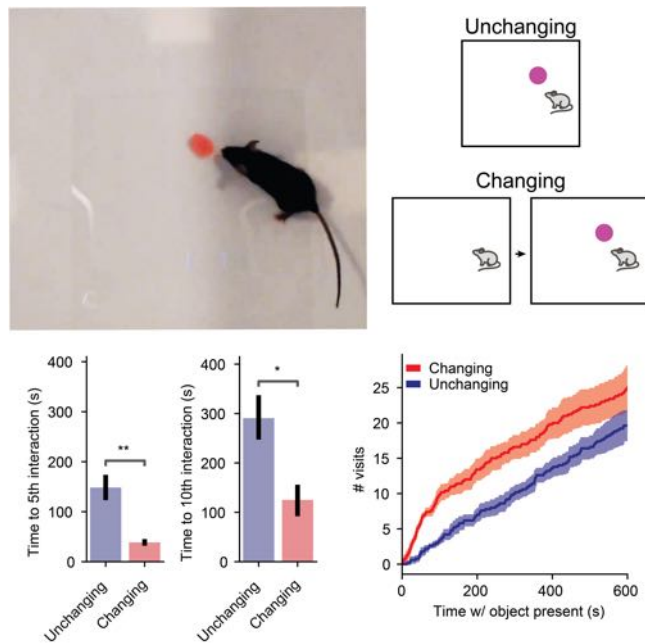 Unchanging
Changing
400
300
200
100
0
Time to 5th interaction (s)
**
Unchanging
Changing
400
300
200
100
0
Time to 10th interaction (s)
*
Unchanging
Changing
Changing
Unchanging
25
20
15
10
5
0
# visits
0
200
400
600
Time w/ object present (s)